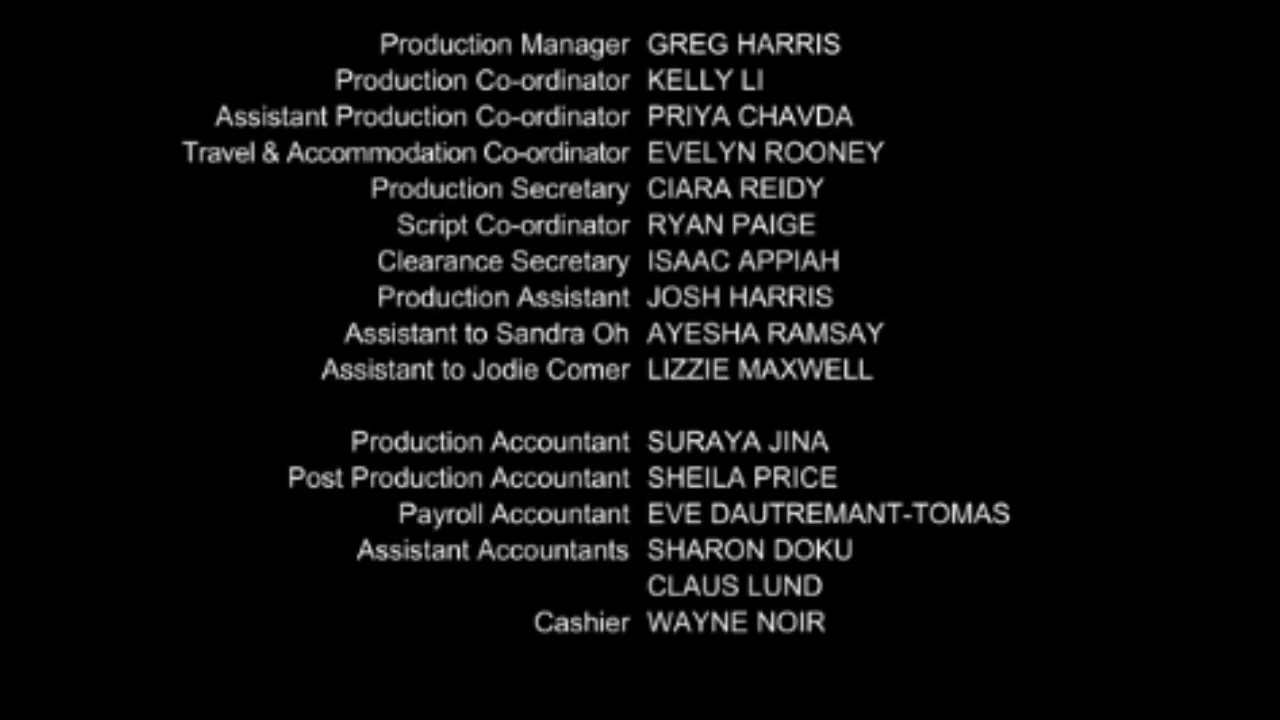 Production Manager GREG HARRIS
Production Co-ordinator KELLY LI
Assistant Production Co-ordinator PRIYA CHAVDA
Travel & Accommodation Co-ordinator EVELYN ROONEY
Production Secretary CIARA REIDY
Script Co-ordinator RYAN PAIGE
Clearance Secretary ISAAC APPIAH
Production Assistant JOSH HARRIS
Assistant to Sandra Oh AYESHA RAMSAY
Assistant to Jodie Comer LIZZIE MAXWELL
Production Accountant SURAYA JINA
Post Production Accountant SHEILA PRICE
Payroll Accountant EVE DAUTREMANT-TOMAS
Assistant Accountants SHARON DOKU
CLAUS LUND
Cashier WAYNE NOIR